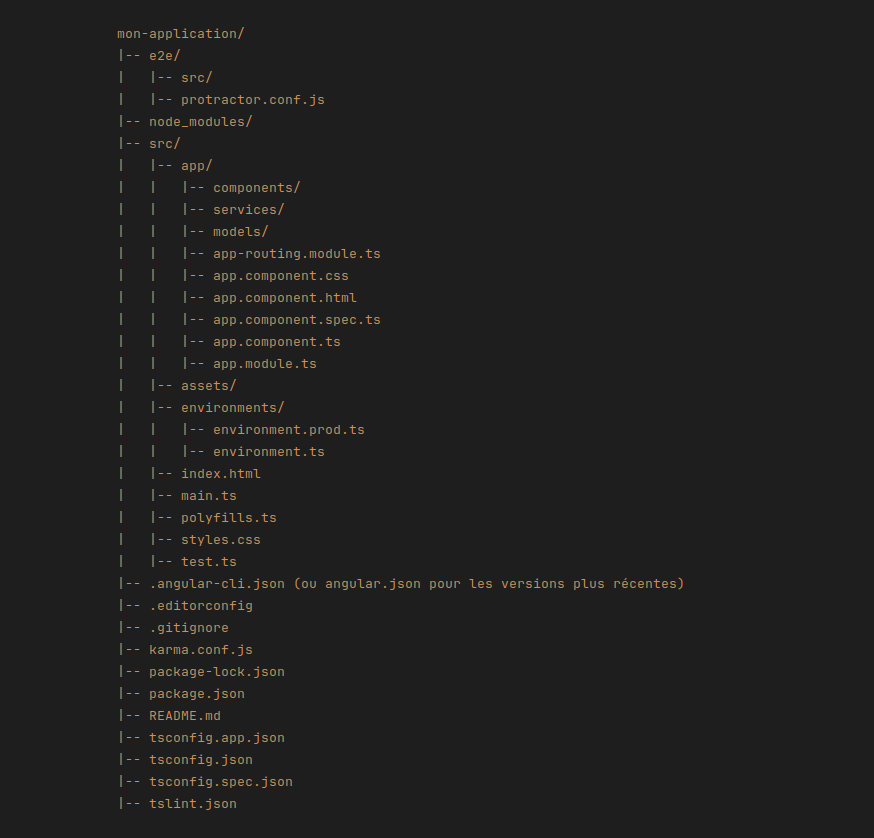 mon-application/
|-- e2e/
|   |-- src/
|   |-- protractor.conf.js
|-- node_modules/
|-- src/
|   |-- app/
|   |   |-- components/
|   |   |-- services/
|   |   |-- models/
|   |   |-- app-routing.module.ts
|   |   |-- app.component.css
|   |   |-- app.component.html
|   |   |-- app.component.spec.ts
|   |   |-- app.component.ts
|   |   |-- app.module.ts
|   |-- assets/
|   |-- environments/
|   |   |-- environment.prod.ts
|   |   |-- environment.ts
|   |-- index.html
|   |-- main.ts
|   |-- polyfills.ts
|   |-- styles.css
|   |-- test.ts
|-- .angular-cli.json (ou angular.json pour les versions plus récentes)
|-- .editorconfig
|-- .gitignore
|-- karma.conf.js
|-- package-lock.json
|-- package.json
|-- README.md
|-- tsconfig.app.json
|-- tsconfig.json
|-- tsconfig.spec.json
|-- tslint.json